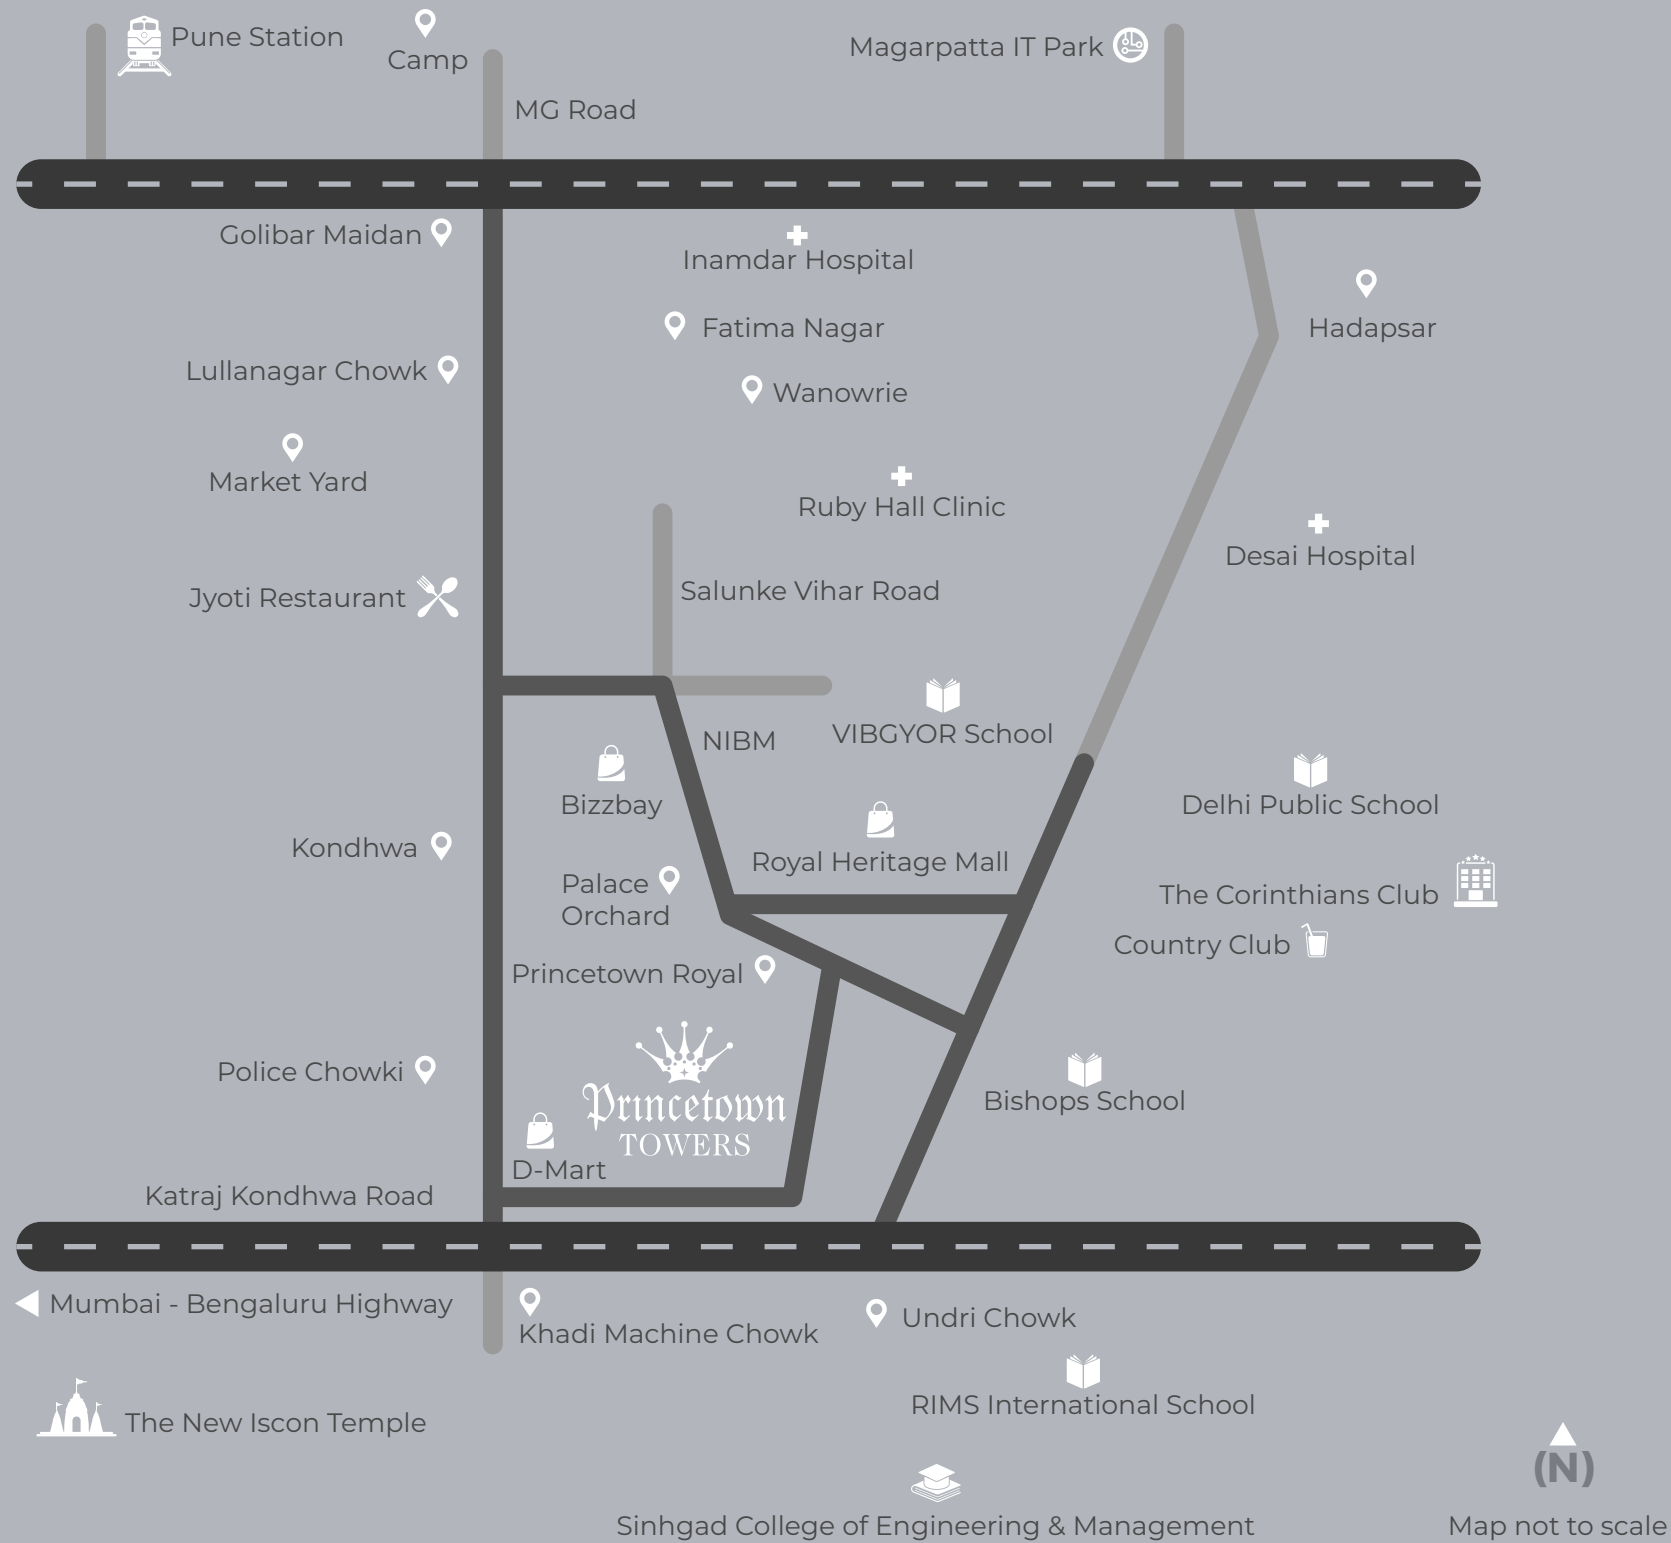 Pune Station
Camp
Magarpatta IT Park
MG Road
Golibar Maidan
Inamdar Hospital
Fatima Nagar
Hadapsar
Lullanagar Chowk
Wanowrie
Market Yard
Ruby Hall Clinic
Desai Hospital
Jyoti Restaurant
Salunke Vihar Road
NIBM
VIBGYOR School
Bizzbay
Delhi Public School
Kondhwa
Royal Heritage Mall
Palace
Orchard
The Corinthians Club
Country Club
Princetown Royal
Police Chowki
Princetown
TOWERS
Bishops School
D-Mart
Katraj Kondhwa Road
Mumbai - Bengaluru Highway
Khadi Machine Chowk
Undri Chowk
RIMS International School
The New Iscon Temple
(N)
Sinhgad College of Engineering & Management
Map not to scale